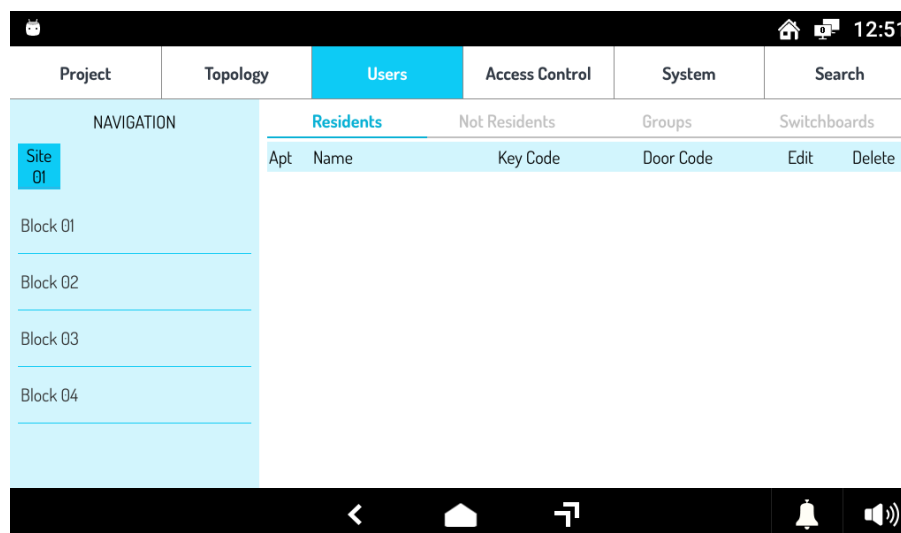 12:51
Project Topology Users Access Control System Search
NAVIGATION
Residents Not Residents Groups Switchboards
Site
01
Apt Name Key Code Door Code Edit Delete
Block 01
Block 02
Block 03
Block 04